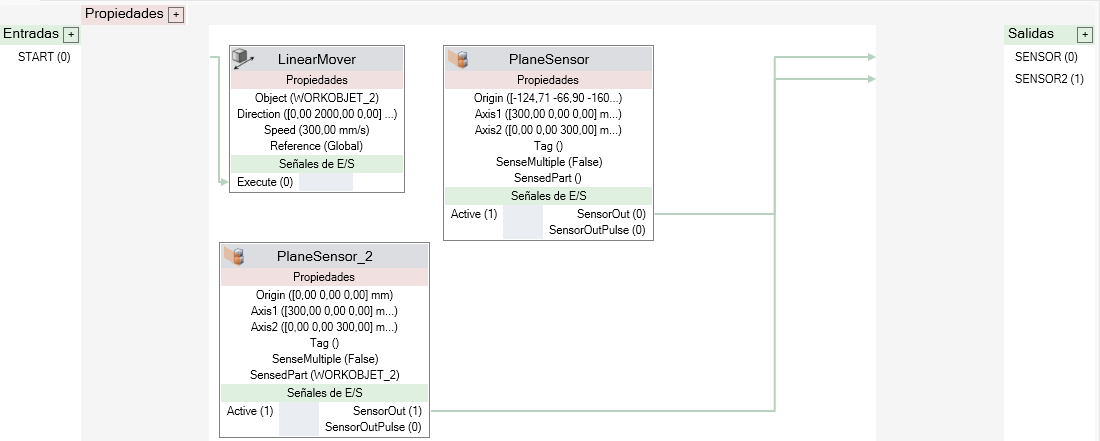 Propiedades +
Entradas +
START (0)
LinearMover
Propiedades
Object (WORKOBJET_2)
Direction ([0,00 2000,00 0,00] ...)
Speed (300,00 mm/s)
Reference (Global)
Señales de E/S
Execute (0)
PlaneSensor
Propiedades
Origin ([-124,71 -66,90 -160...)
Axis1 ([300,00 0,00 0,00] m...)
Axis2 ([0,00 0,00 300,00] m...)
Tag ()
SenseMultiple (False)
SensedPart ()
Señales de E/S
Active (1) SensorOut (0)
SensorOutPulse (0)
PlaneSensor_2
Propiedades
Origin ([0,00 0,00 0,00] mm)
Axis1 ([300,00 0,00 0,00] m...)
Axis2 ([0,00 0,00 300,00] m...)
Tag ()
SenseMultiple (False)
SensedPart (WORKOBJET_2)
Señales de E/S
Active (1) SensorOut (1)
SensorOutPulse (0)
Salidas +
SENSOR (0)
SENSOR2 (1)